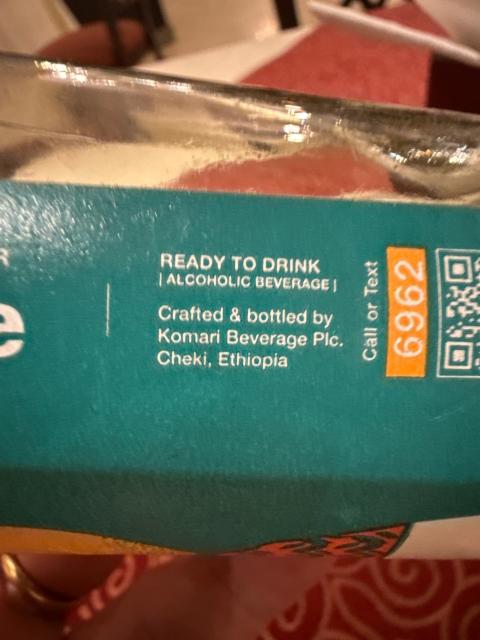 READY TO DRINK
| ALCOHOLIC BEVERAGE |
Crafted & bottled by
Komari Beverage Plc.
Cheki, Ethiopia
Call or Text
6962